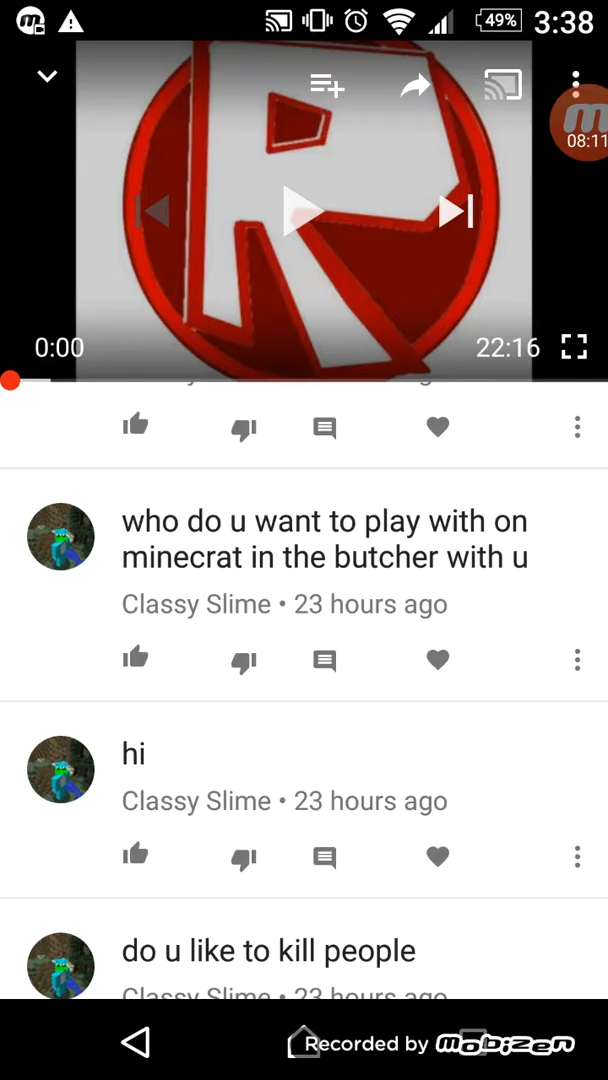 49% 3:38
08:11
0:00 22:16
who do u want to play with on
minecrat in the butcher with u
Classy Slime • 23 hours ago
hi
Classy Slime • 23 hours ago
do u like to kill people
Classy Slime • 23 hours ago
Recorded by mobizen